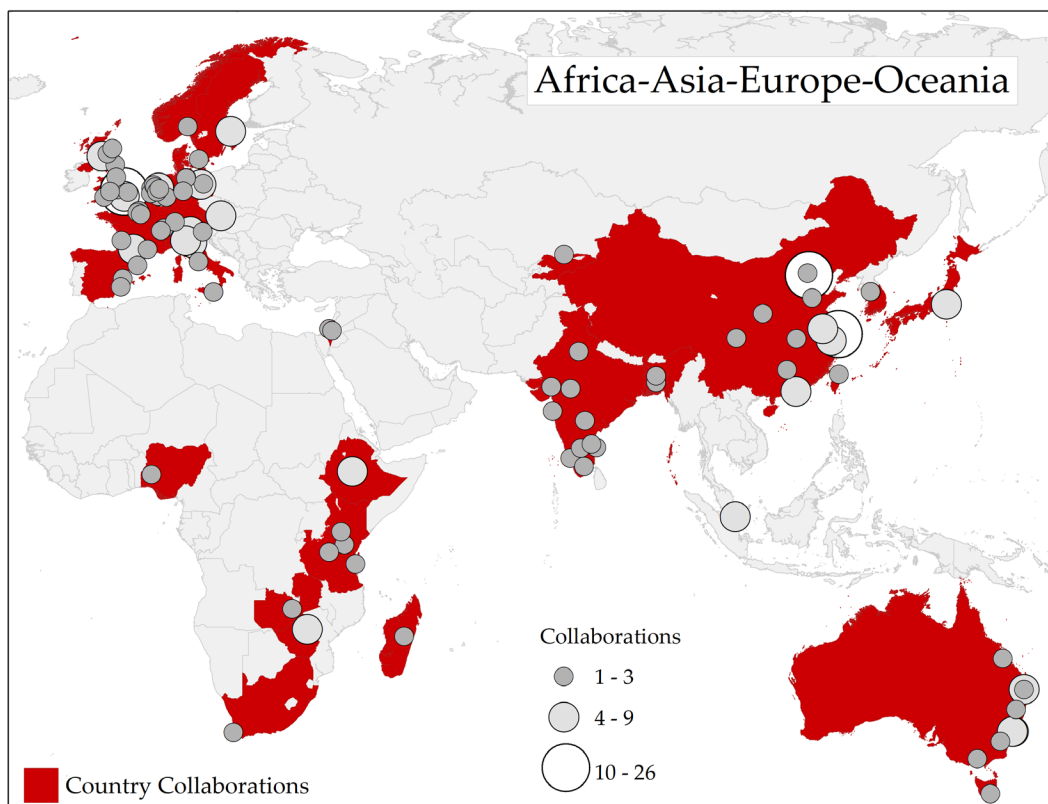 Africa-Asia-Europe-Oceania
Collaborations
1 - 3
4 - 9
10 - 26
Country Collaborations